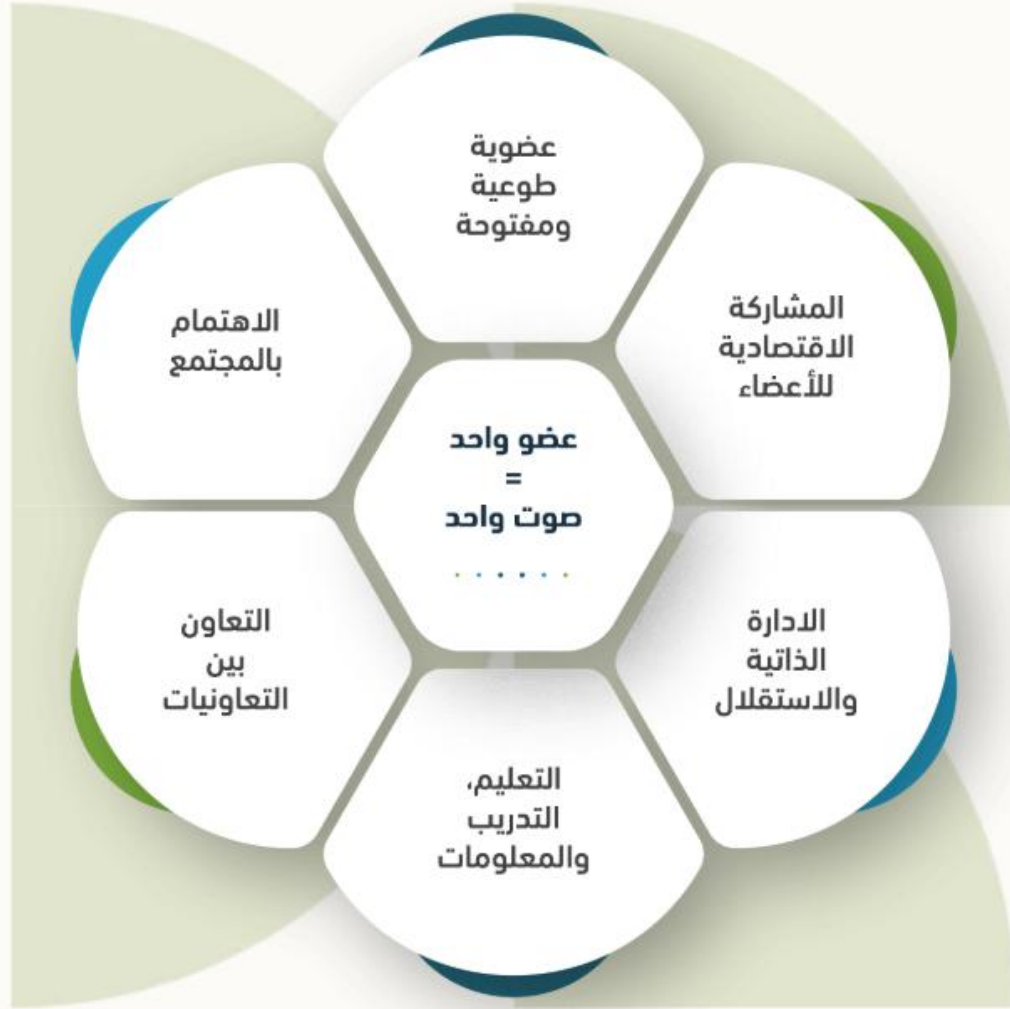 عضوية
طوعية
ومفتوحة
المشاركة
الاقتصادية
للأعضاء
الاهتمام
بالمجتمع
عضو واحد
=
صوت واحد
الادارة
الذاتية
والاستقلال
التعاون
بين
التعاونيات
التعليم،
التدريب
والمعلومات